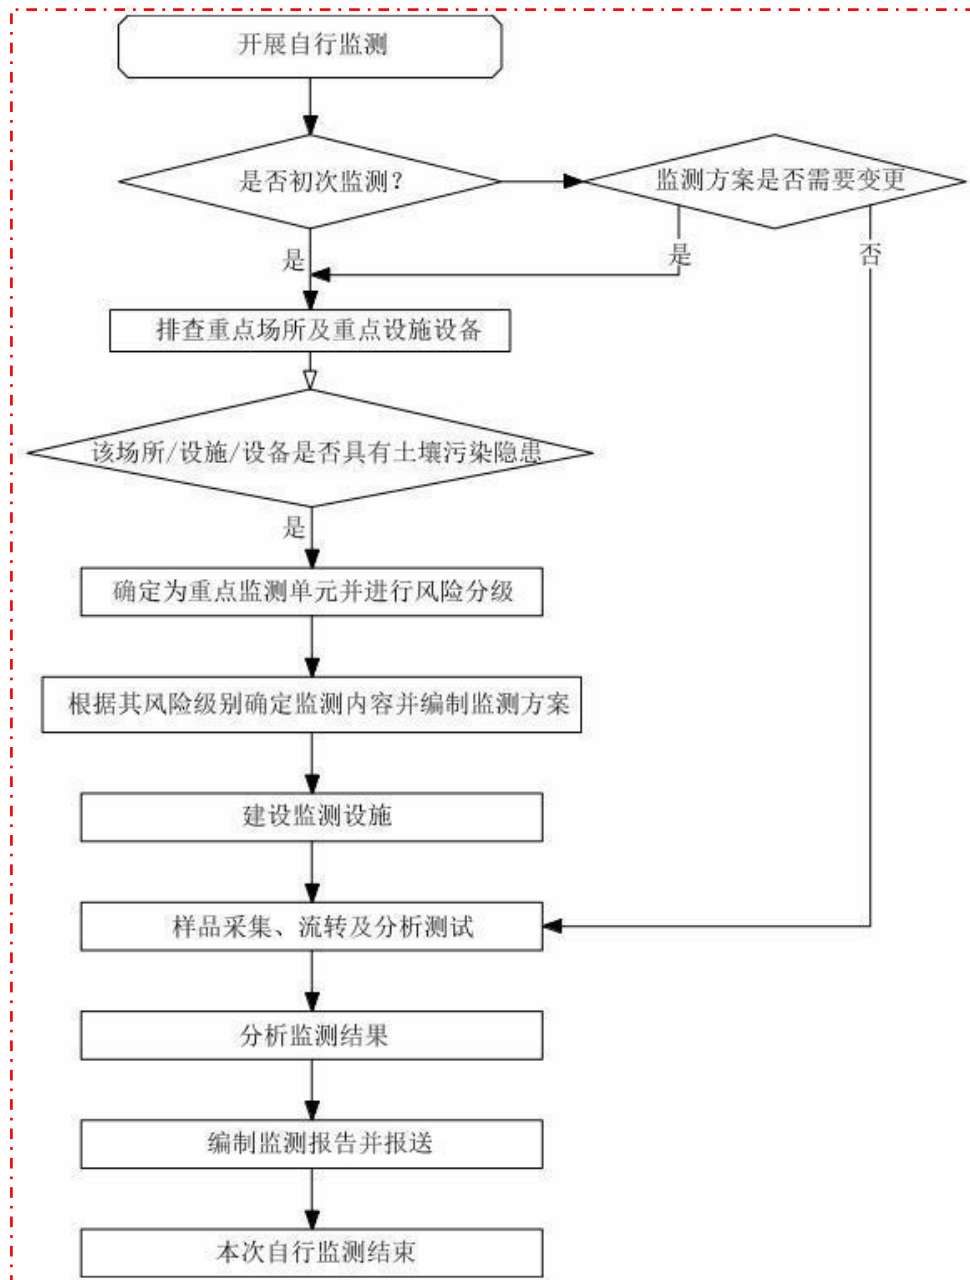 开展自行监测
是否初次监测？
监测方案是否需要变更
是
是
否
排查重点场所及重点设施设备
该场所/设施/设备是否具有土壤污染隐患
是
确定为重点监测单元并进行风险分级
根据其风险级别确定监测内容并编制监测方案
建设监测设施
样品采集、流转及分析测试
分析监测结果
编制监测报告并报送
本次自行监测结束